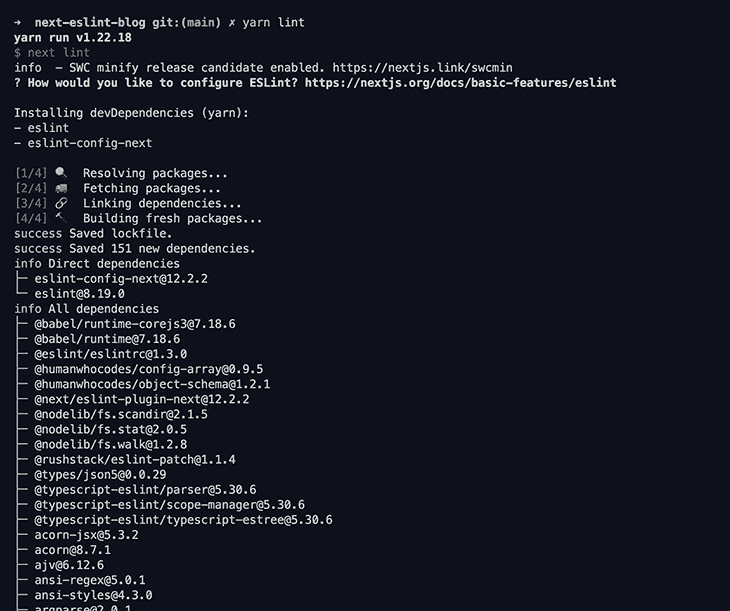 ➜  next-eslint-blog git:(main) ✗ yarn lint
yarn run v1.22.18
$ next lint
info  - SWC minify release candidate enabled. https://nextjs.link/swcmin
? How would you like to configure ESLint? https://nextjs.org/docs/basic-features/eslint
Installing devDependencies (yarn):
- eslint
- eslint-config-next
[1/4] 🔍  Resolving packages...
[2/4] 🚚  Fetching packages...
[3/4] 🔗  Linking dependencies...
[4/4] 🔨  Building fresh packages...
success Saved lockfile.
success Saved 151 new dependencies.
info Direct dependencies
├─ eslint-config-next@12.2.2
└─ eslint@8.19.0
info All dependencies
├─ @babel/runtime-corejs3@7.18.6
├─ @babel/runtime@7.18.6
├─ @eslint/eslintrc@1.3.0
├─ @humanwhocodes/config-array@0.9.5
├─ @humanwhocodes/object-schema@1.2.1
├─ @next/eslint-plugin-next@12.2.2
├─ @nodelib/fs.scandir@2.1.5
├─ @nodelib/fs.stat@2.0.5
├─ @nodelib/fs.walk@1.2.8
├─ @rushstack/eslint-patch@1.1.4
├─ @types/json5@0.0.29
├─ @typescript-eslint/parser@5.30.6
├─ @typescript-eslint/scope-manager@5.30.6
├─ @typescript-eslint/typescript-estree@5.30.6
├─ acorn-jsx@5.3.2
├─ acorn@8.7.1
├─ ajv@6.12.6
├─ ansi-regex@5.0.1
├─ ansi-styles@4.3.0
├─ argparse@2.0.1